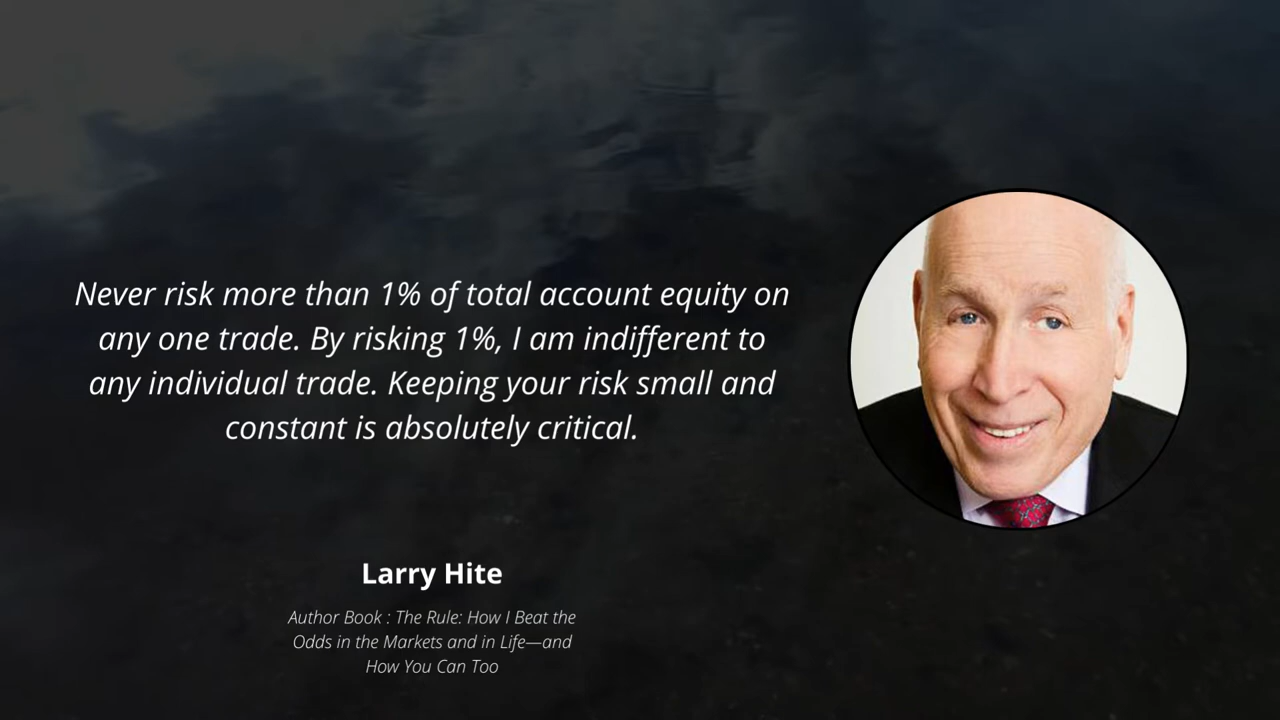 Never risk more than 1% of total account equity on
any one trade. By risking 1%, I am indifferent to
any individual trade. Keeping your risk small and
constant is absolutely critical.
Larry Hite
Author Book : The Rule: How I Beat the
Odds in the Markets and in Life—and
How You Can Too